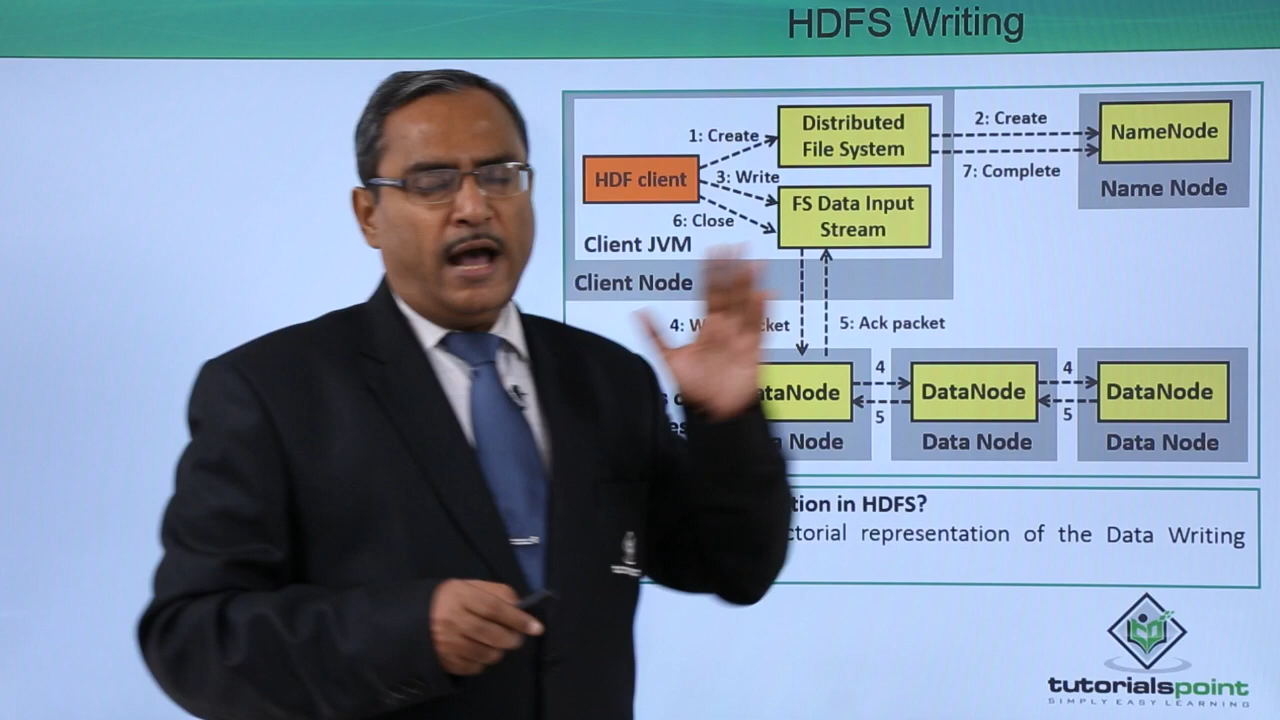 HDFS Writing
Distributed
File System
1: Create
2: Create
NameNode
HDF client
3: Write
7: Complete
Name Node
FS Data Input
Stream
6: Close
Client JVM
Client Node
5: Ack packet
4:
4
4
DataNode
DataNode
5
5
Node
Data Node
Data Node
in HDFS?
representation of the Data Writing
tutorialspoint
SIMPLY EASY LEARNING